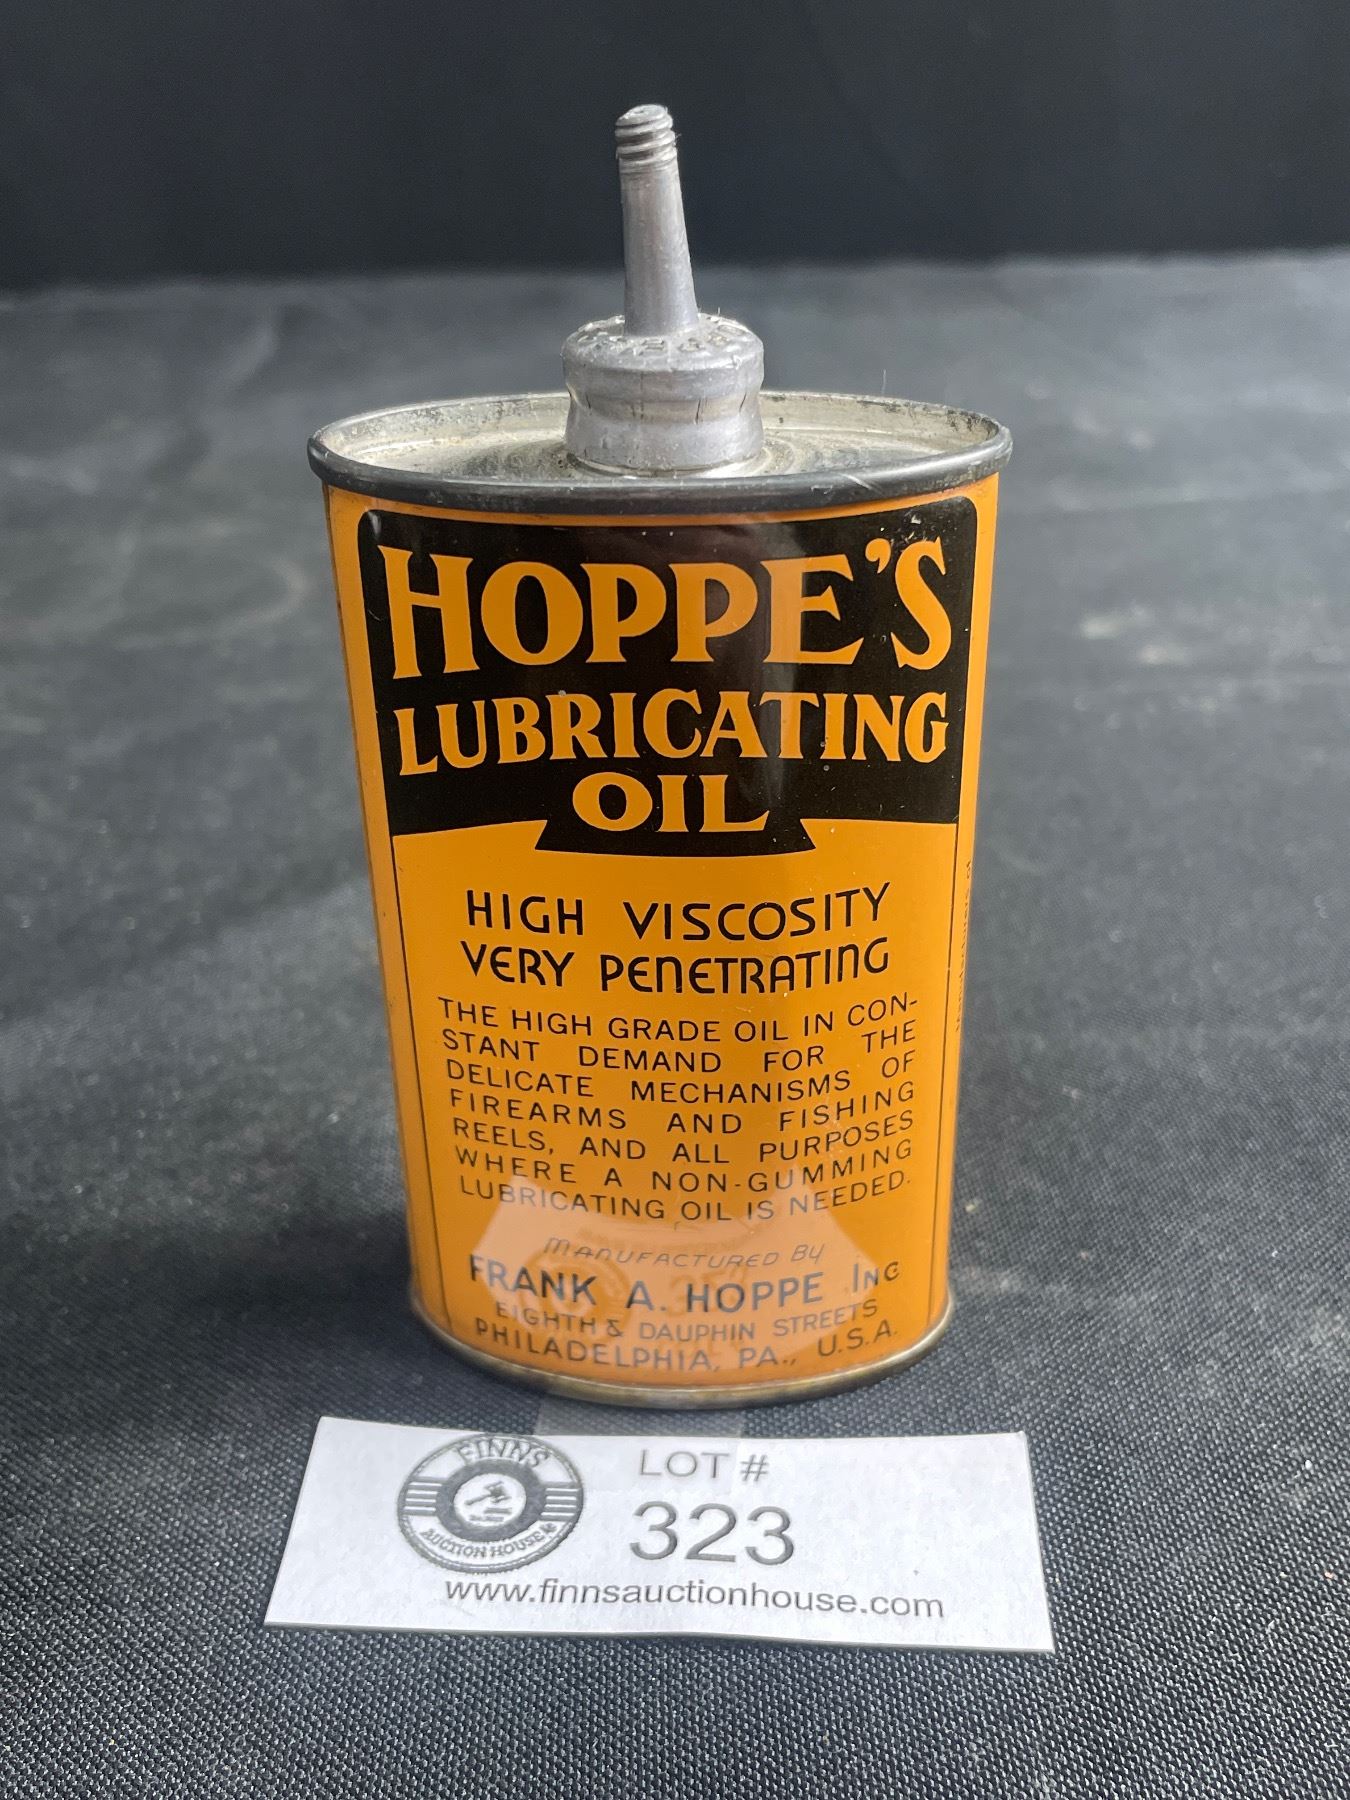 HOPPE'S
LUBRICATING
OIL
HIGH VISCOSITY
VERY PENETRATING
THE HIGH GRADE OIL IN CON-
STANT DEMAND FOR THE
DELICATE MECHANISMS OF
FIREARMS AND FISHING
REELS, AND ALL PURPOSES
WHERE A NON-GUMMING
LUBRICATING OIL IS NEEDED.
MANUFACTURED BY
FRANK A. HOPPE INC
EIGHTH & DAUPHIN STREETS
PHILADELPHIA, PA., U.S.A.
Manufacturers of
FINNS
AUCTION HOUSE
LOT #
323
www.finnsauctionhouse.com